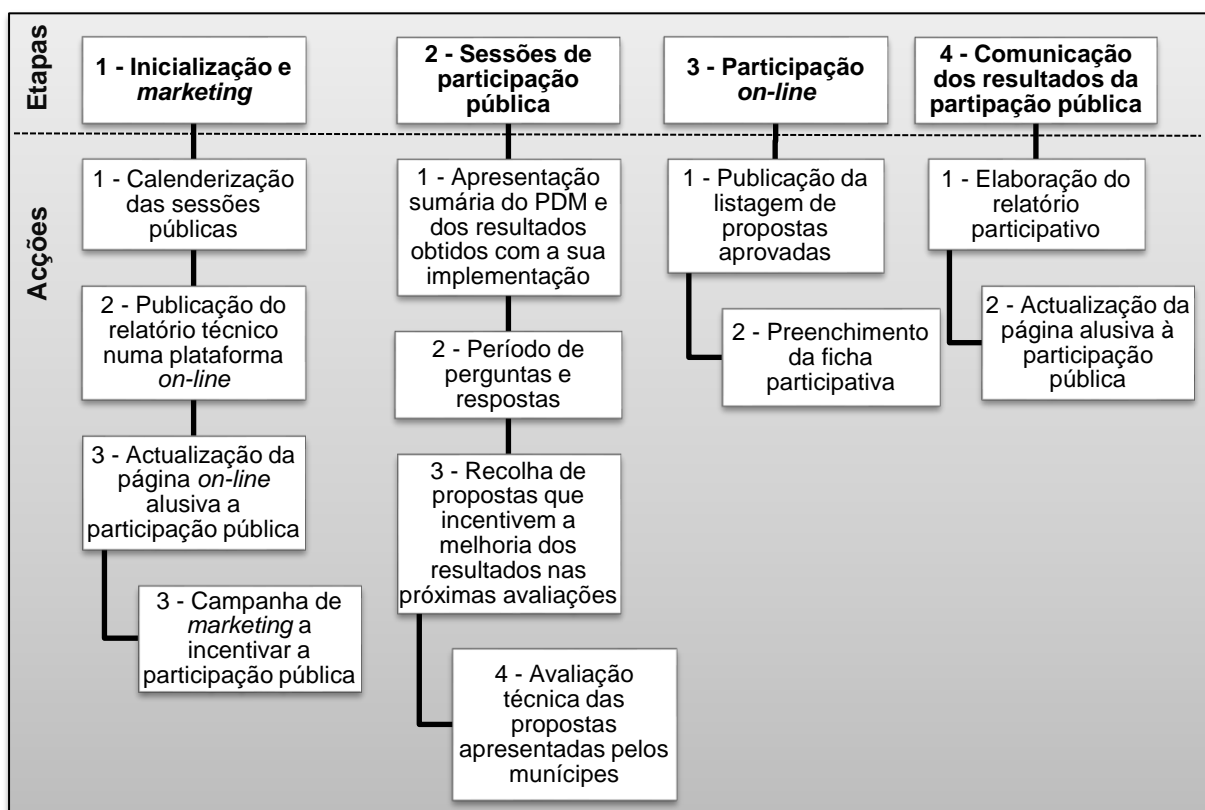 Etapas
1 - Inicialização e
marketing
2 - Sessões de
participação
pública
3 - Participação
on-line
4 - Comunicação
dos resultados da
partipação pública
Acções
1 - Calenderização
das sessões
públicas
2 - Publicação do
relatório técnico
numa plataforma
on-line
3 - Actualização da
página on-line
alusiva a
participação pública
3 - Campanha de
marketing a
incentivar a
participação pública
1 - Apresentação
sumária do PDM e
dos resultados
obtidos com a sua
implementação
2 - Período de
perguntas e
respostas
3 - Recolha de
propostas que
incentivem a
melhoria dos
resultados nas
próximas avaliações
4 - Avaliação
técnica das
propostas
apresentadas pelos
munícipes
1 - Publicação da
listagem de
propostas
aprovadas
2 - Preenchimento
da ficha
participativa
1 - Elaboração do
relatório
participativo
2 - Actualização da
página alusiva à
participação
pública